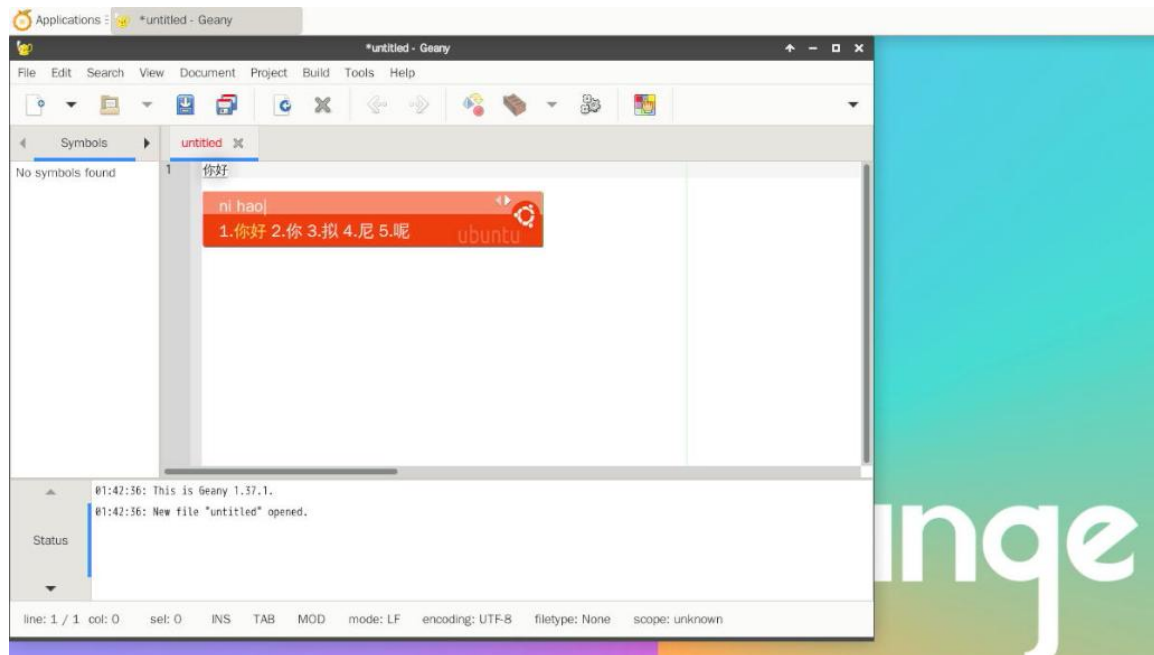 Applications *untitled - Geany
*untitled - Geany
File Edit Search View Document Project Build Tools Help
Symbols untitled
No symbols found
1 你好
ni hao
1.你好 2.你 3.拟 4.尼 5.呢
ubuntu
01:42:36: This is Geany 1.37.1.
01:42:36: New file "untitled" opened.
Status
line: 1 / 1 col: 0 sel: 0 INS TAB MOD mode: LF encoding: UTF-8 filetype: None scope: unknown
ange